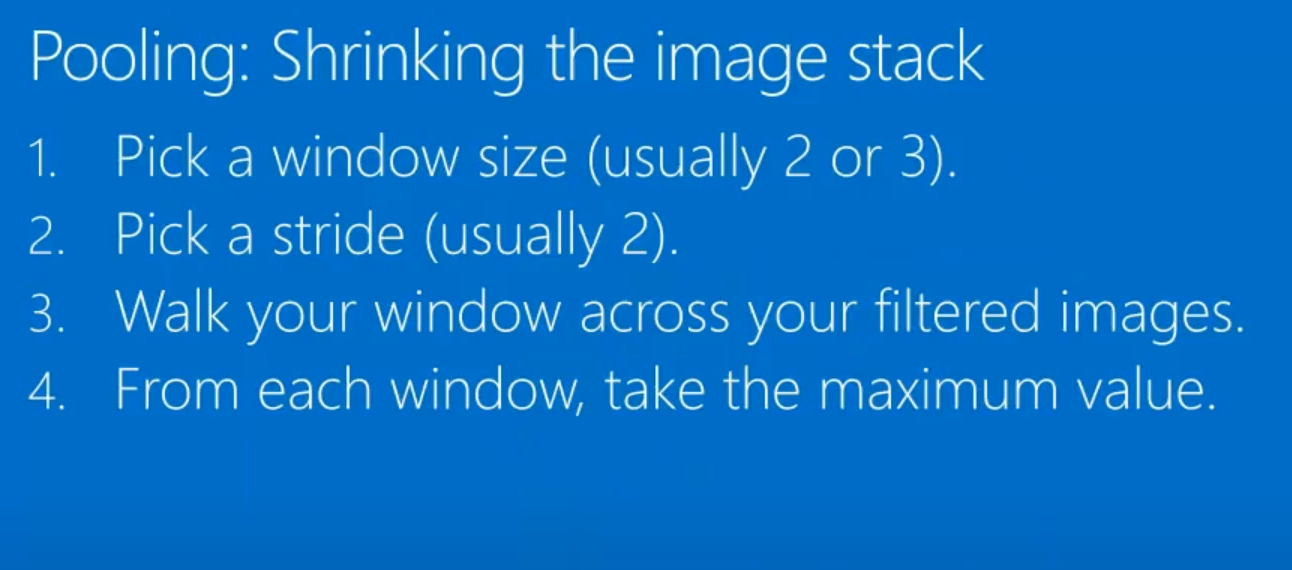 Pooling: Shrinking the image stack
1. Pick a window size (usually 2 or 3).
2. Pick a stride (usually 2).
3. Walk your window across your filtered images.
4. From each window, take the maximum value.